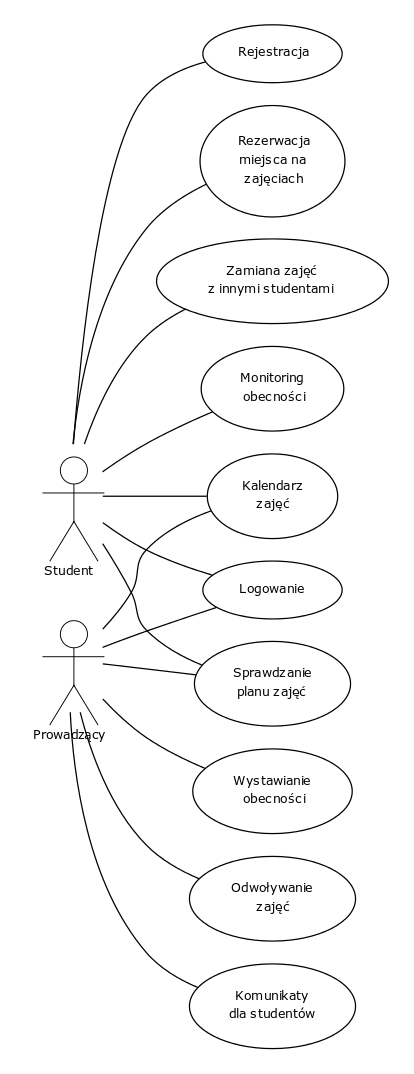 Rejestracja
Rezerwacja
miejsca na
zajęciach
Zamiana zajęć
z innymi studentami
Monitoring
obecności
Kalendarz
zajęć
Student
Logowanie
Sprawdzanie
planu zajęć
Prowadzący
Wystawianie
obecności
Odwoływanie
zajęć
Komunikaty
dla studentów